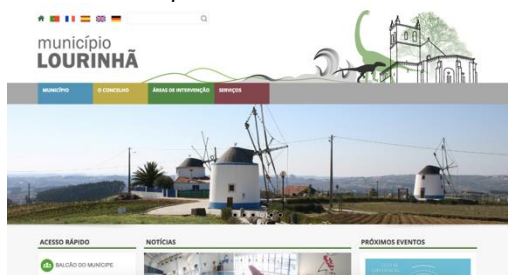 município
LOURINHÃ
MUNICÍPIO
O CONCELHO
ÁREAS DE INTERVENÇÃO
SERVIÇOS
ACESSO RÁPIDO
NOTÍCIAS
PRÓXIMOS EVENTOS
BALCÃO DO MUNÍCIPE